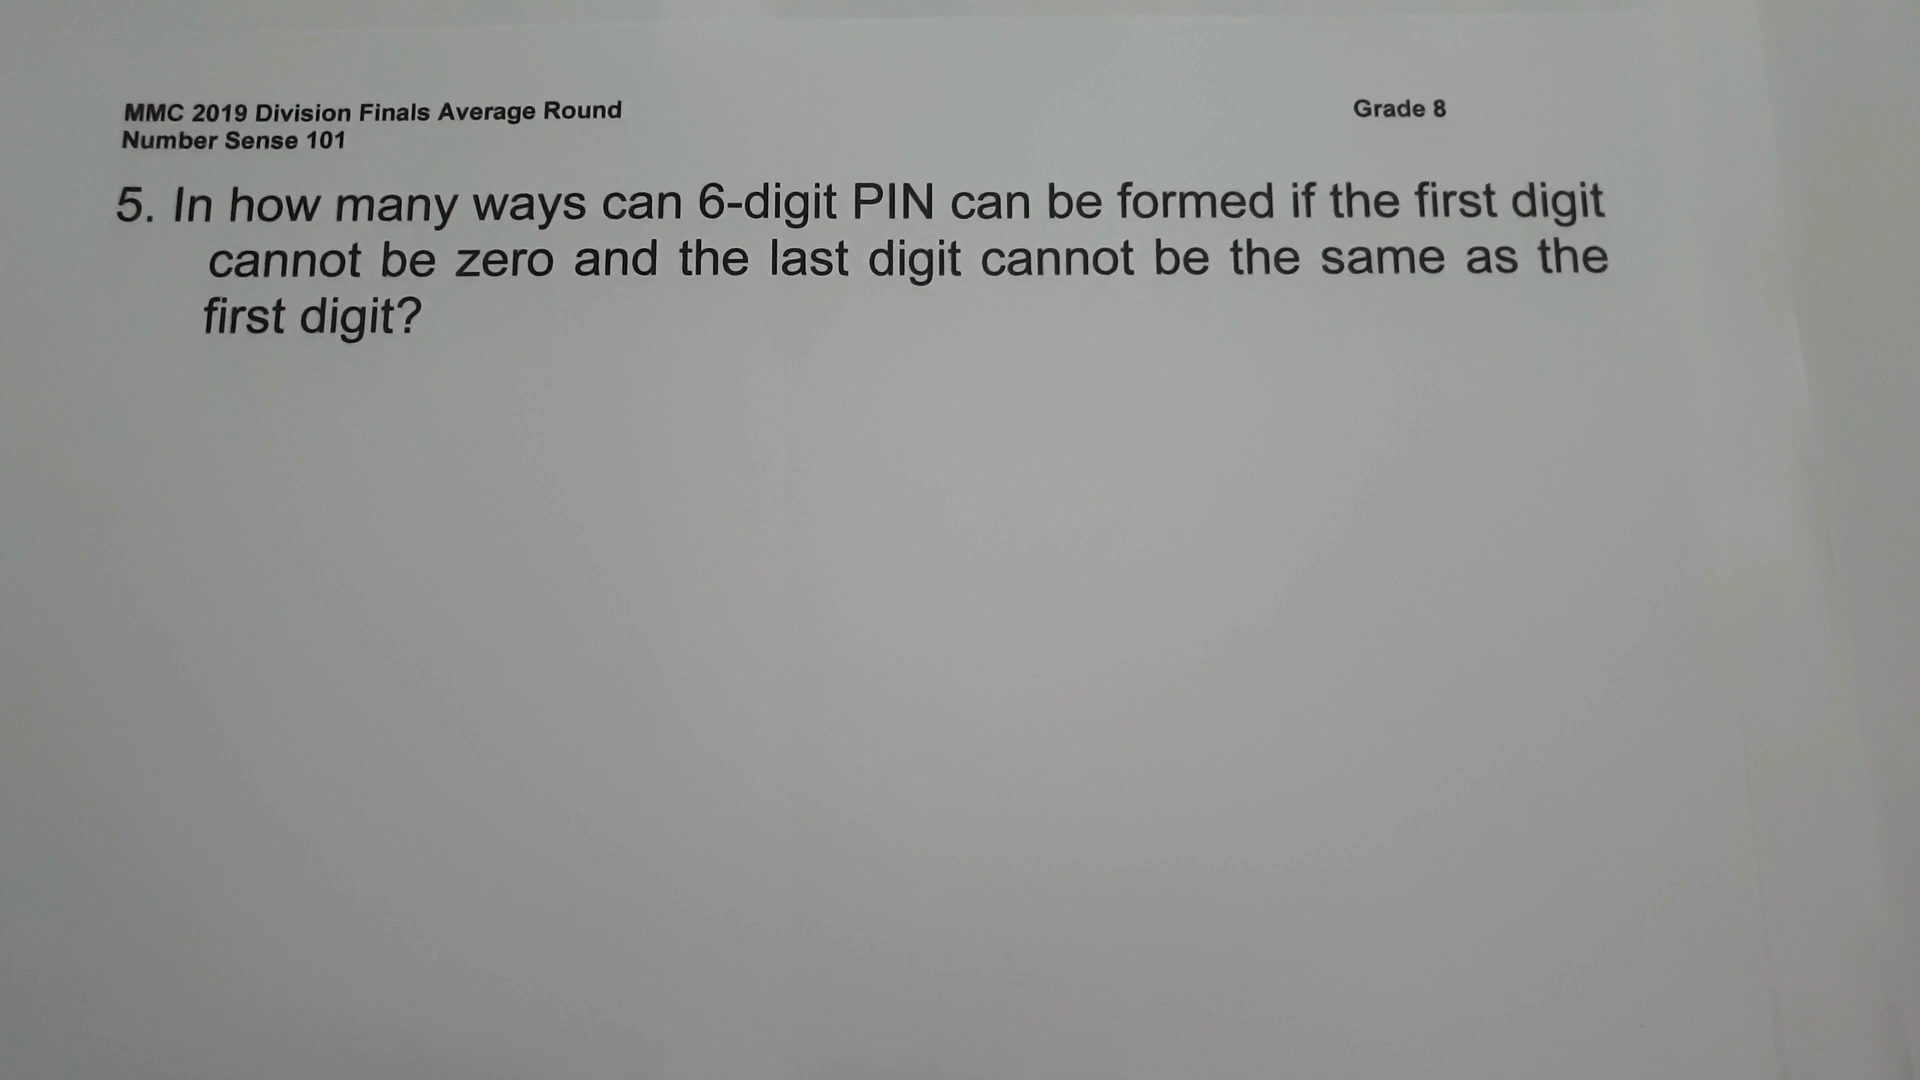 MMC 2019 Division Finals Average Round Grade 8
Number Sense 101
5. In how many ways can 6-digit PIN can be formed if the first digit
cannot be zero and the last digit cannot be the same as the
first digit?